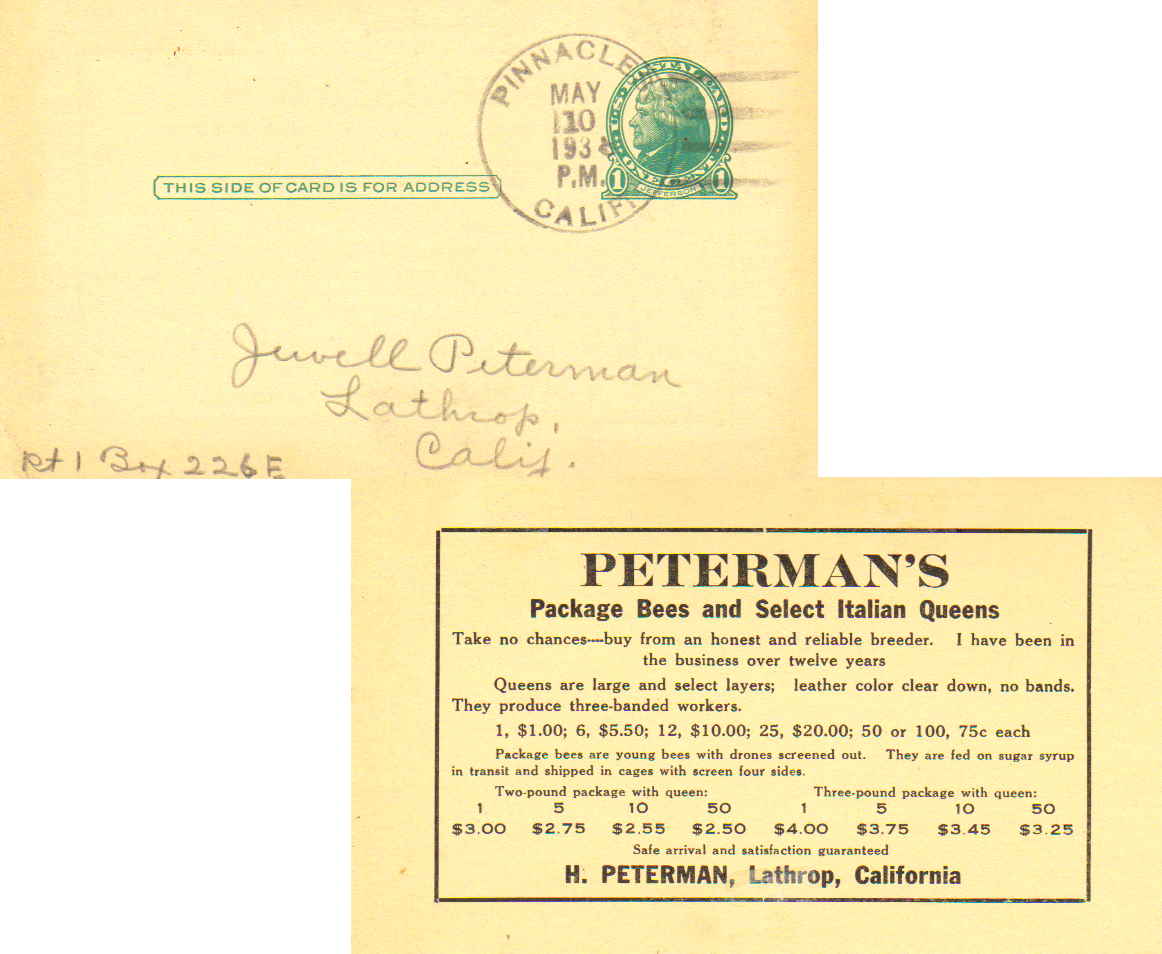 PINNACLES
MAY
10
193
P.M.
CALIF.
U.S. POSTAL CARD
ONE CENT
1 JEFFERSON 1
THIS SIDE OF CARD IS FOR ADDRESS
Jewell Peterman
Lathrop,
Calif.
Rt 1 Box 226E
PETERMAN'S
Package Bees and Select Italian Queens
Take no chances----buy from an honest and reliable breeder. I have been in
the business over twelve years
Queens are large and select layers; leather color clear down, no bands.
They produce three-banded workers.
1, $1.00; 6, $5.50; 12, $10.00; 25, $20.00; 50 or 100, 75c each
Package bees are young bees with drones screened out. They are fed on sugar syrup
in transit and shipped in cages with screen four sides.
Two-pound package with queen: Three-pound package with queen:
1 5 10 50 1 5 10 50
$3.00 $2.75 $2.55 $2.50 $4.00 $3.75 $3.45 $3.25
Safe arrival and satisfaction guaranteed
H. PETERMAN, Lathrop, California